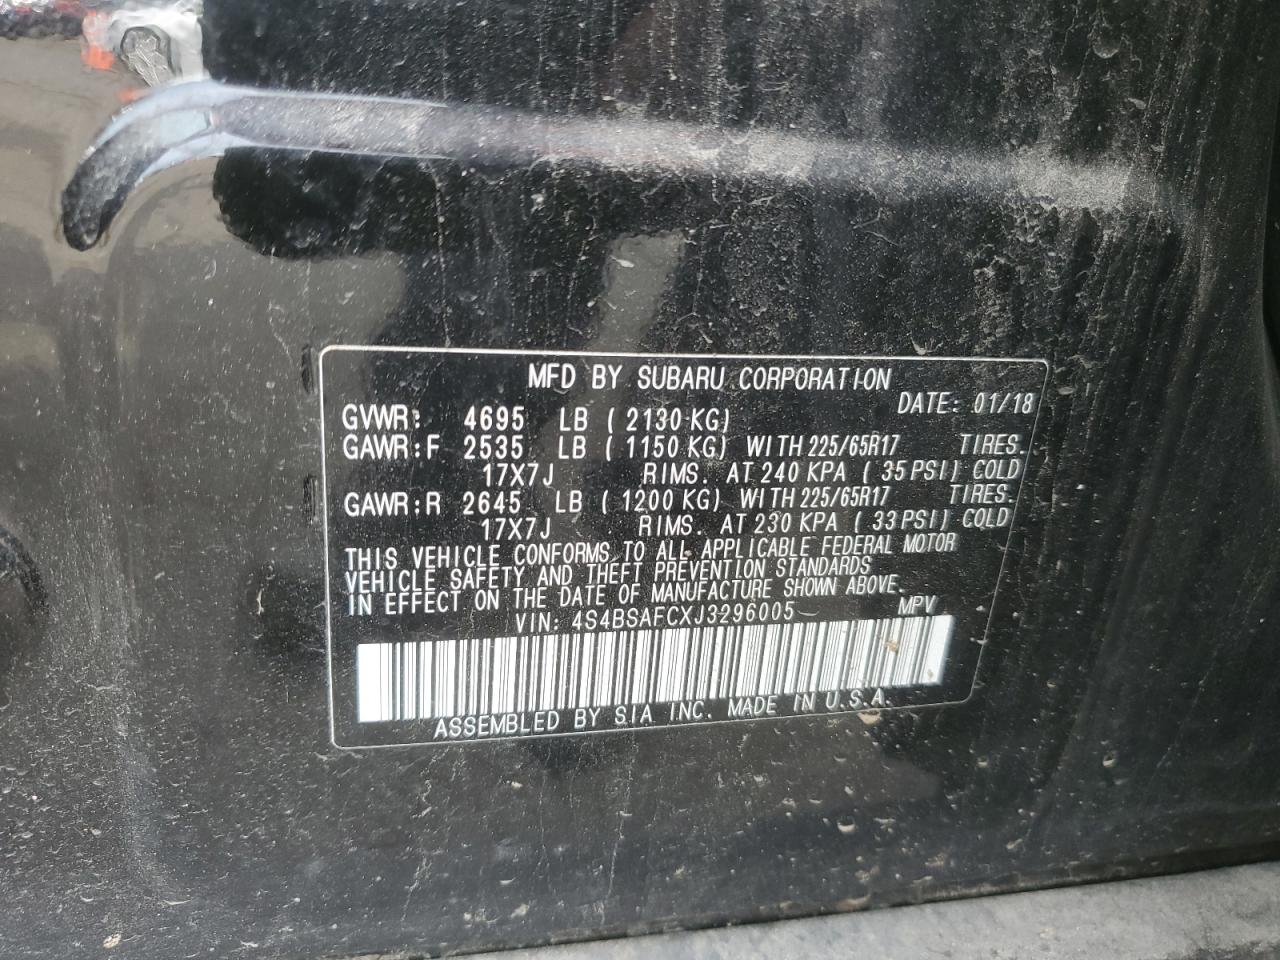 MFD BY SUBARU CORPORATION
DATE: 01/18
GVWR: 4695 LB (2130 KG)
GAWR:F 2535 LB (1150 KG) WITH 225/65R17 TIRES.
17X7J RIMS. AT 240 KPA (35 PSI) COLD
GAWR:R 2645 LB (1200 KG) WITH 225/65R17 TIRES.
17X7J RIMS. AT 230 KPA (33 PSI) COLD
THIS VEHICLE CONFORMS TO ALL APPLICABLE FEDERAL MOTOR
VEHICLE SAFETY AND THEFT PREVENTION STANDARDS
IN EFFECT ON THE DATE OF MANUFACTURE SHOWN ABOVE.
VIN: 4S4BSAFCXJ3296005 MPV
ASSEMBLED BY S.I.A. INC. MADE IN U.S.A.